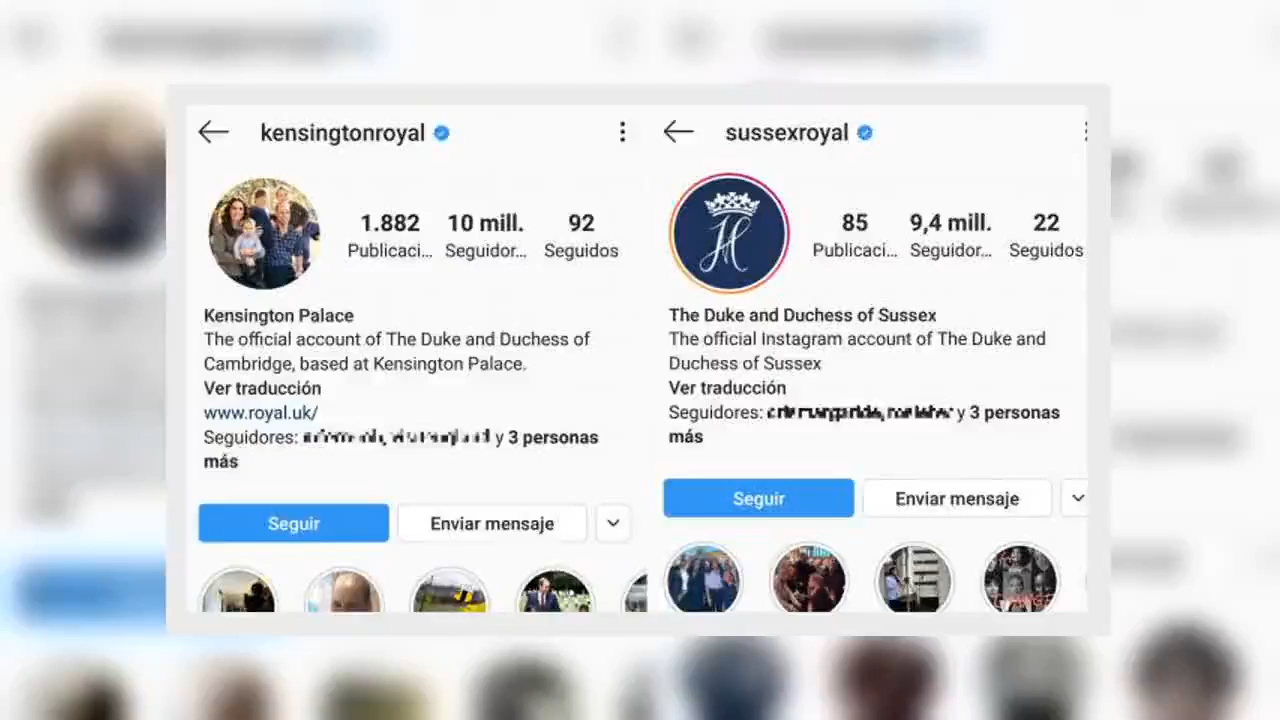 kensingtonroyal
1.882
10 mill.
92
Publicaci...
Seguidor...
Seguidos
Kensington Palace
The official account of The Duke and Duchess of
Cambridge, based at Kensington Palace.
Ver traducción
www.royal.uk/
Seguidores: y 3 personas
más
Seguir
Enviar mensaje
sussexroyal
85
9,4 mill.
22
Publicaci...
Seguidor...
Seguidos
The Duke and Duchess of Sussex
The official Instagram account of The Duke and
Duchess of Sussex
Ver traducción
Seguidores: y 3 personas
más
Seguir
Enviar mensaje